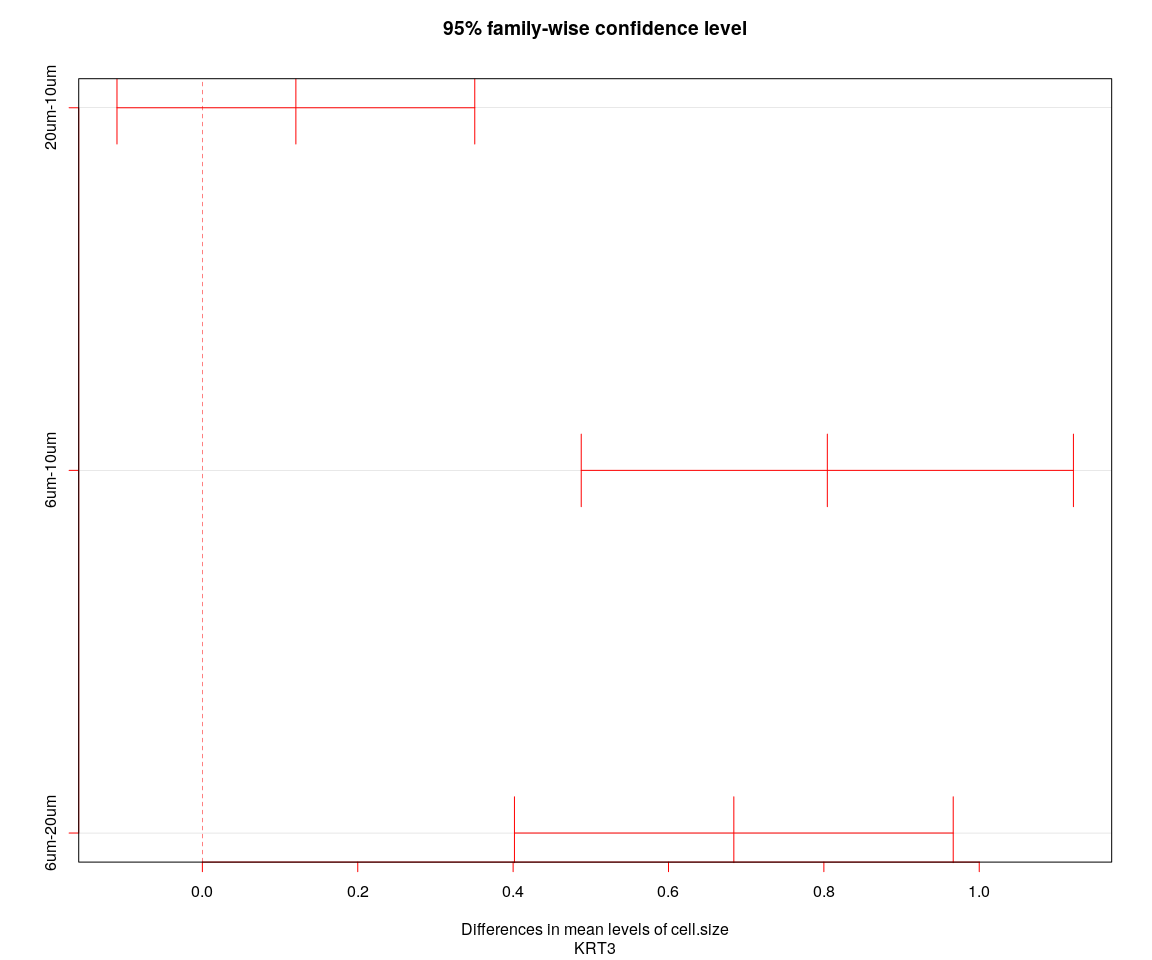 95% family-wise confidence level
20um-10um
6um-10um
6um-20um
0.0 0.2 0.4 0.6 0.8 1.0
Differences in mean levels of cell.size
KRT3